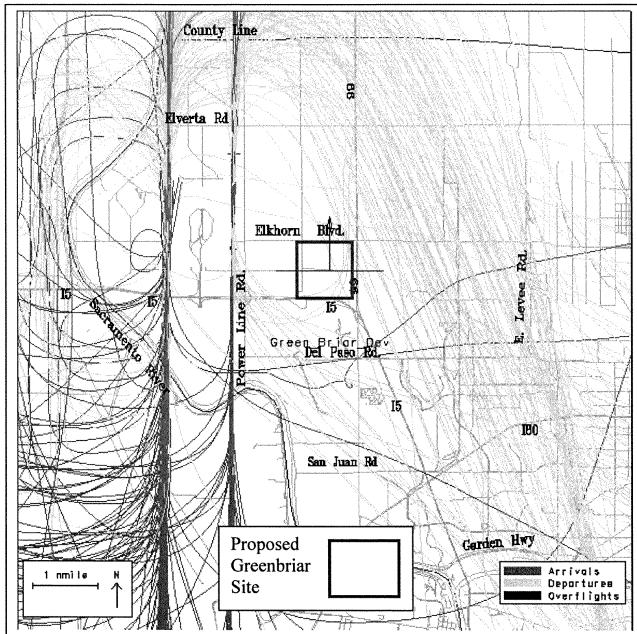 County Line
99
Elverta Rd
Elkhorn Blvd.
Power Line Rd.
99
E. Levee Rd.
I5
I5
I5
Sacramento River
Green Briar Dev
Del Paso Rd.
I5
I80
San Juan Rd
Garden Hwy
Proposed
Greenbriar
Site
1 nmile
N
Arrivals
Departures
Overflights